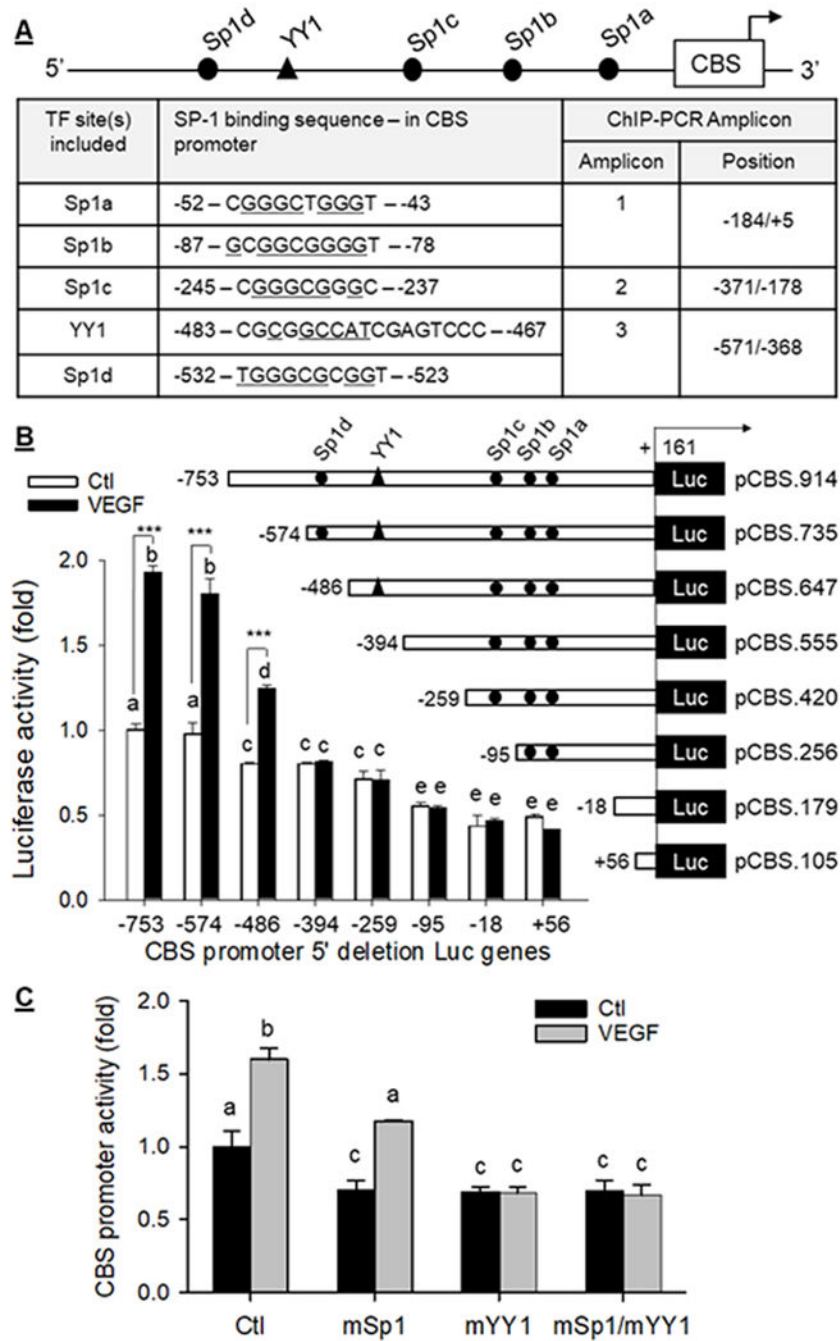 A
Sp1d YY1 Sp1c Sp1b Sp1a
5' CBS 3'
TF site(s) included
SP-1 binding sequence – in CBS promoter
ChIP-PCR Amplicon
Amplicon Position
Sp1a -52 – CGGGCTGGGT – -43 1 -184/+5
Sp1b -87 – GCGGCGGGGT – -78
Sp1c -245 – CGGGCGGGC – -237 2 -371/-178
YY1 -483 – CGCGGCCATCGAGTCCC – -467 3 -571/-368
Sp1d -532 – TGGGCGCGGT – -523
B
Sp1d YY1 Sp1c Sp1b Sp1a + 161
Ctl
VEGF
-753 Luc pCBS.914
-574 Luc pCBS.735
-486 Luc pCBS.647
-394 Luc pCBS.555
-259 Luc pCBS.420
-95 Luc pCBS.256
-18 Luc pCBS.179
+56 Luc pCBS.105
Luciferase activity (fold)
2.0
1.5
1.0
0.5
0.0
*** *** ***
a b a b c d c c c c e e e e e e
-753 -574 -486 -394 -259 -95 -18 +56
CBS promoter 5' deletion Luc genes
C
CBS promoter activity (fold)
2.0
1.5
1.0
0.5
0.0
Ctl
VEGF
a b c a c c c c
Ctl mSp1 mYY1 mSp1/mYY1